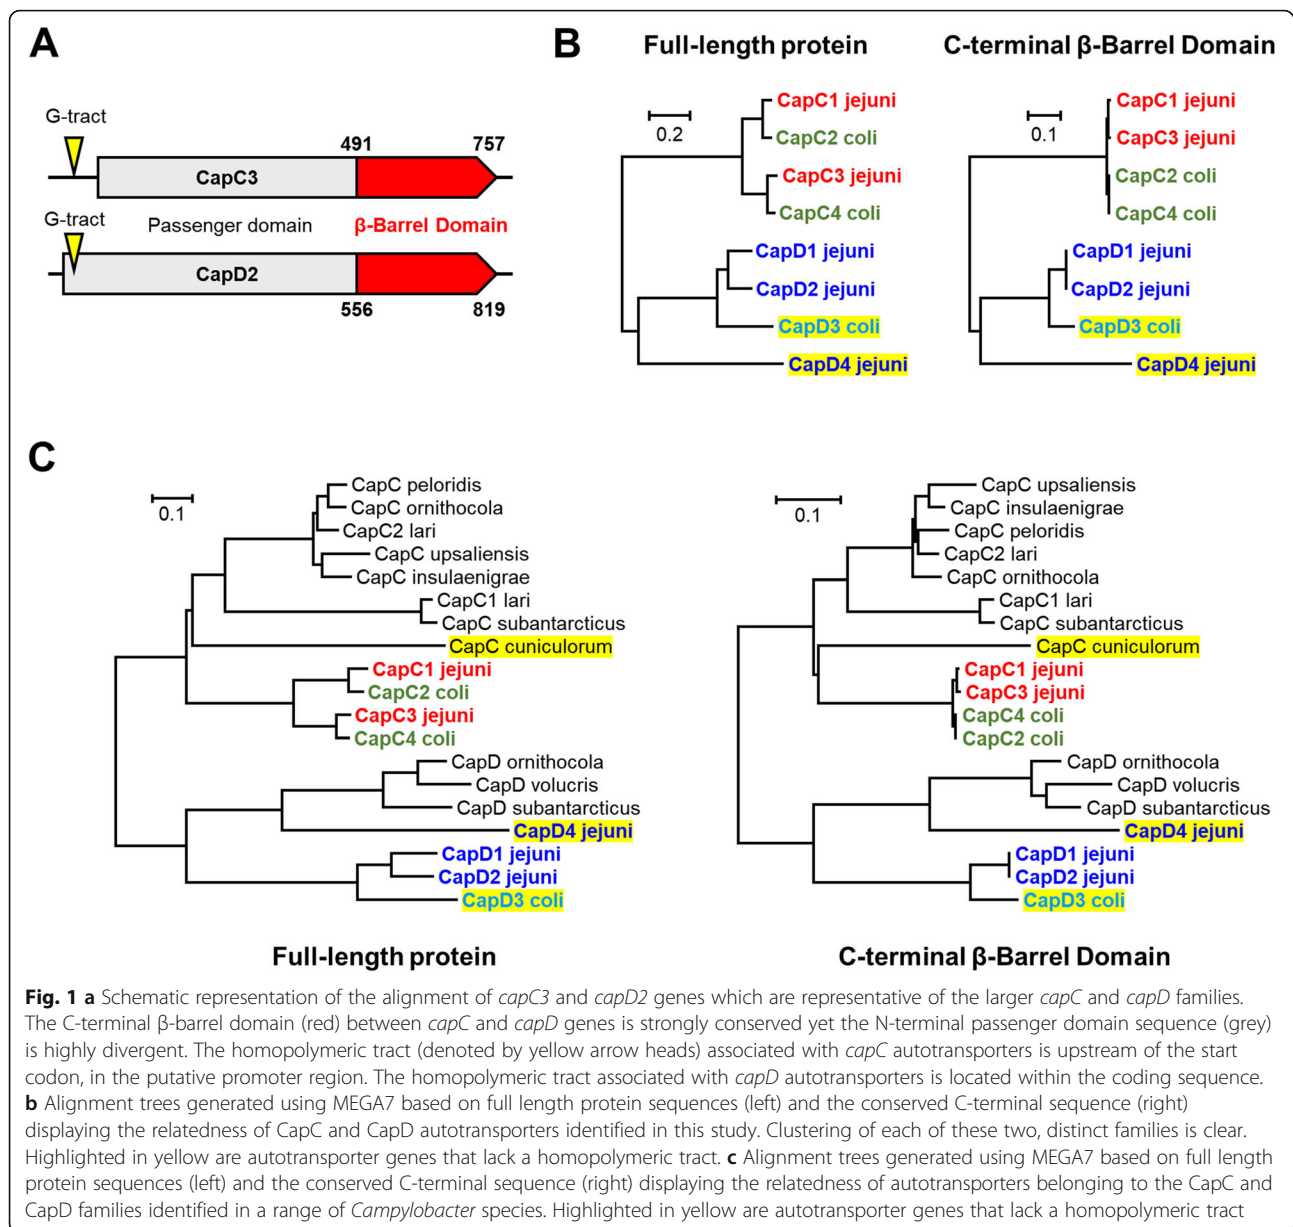 A
G-tract
491
757
CapC3
G-tract
Passenger domain
β-Barrel Domain
CapD2
556
819
B
Full-length protein
C-terminal β-Barrel Domain
0.2
CapC1 jejuni
CapC2 coli
CapC3 jejuni
CapC4 coli
CapD1 jejuni
CapD2 jejuni
CapD3 coli
CapD4 jejuni
0.1
CapC1 jejuni
CapC3 jejuni
CapC2 coli
CapC4 coli
CapD1 jejuni
CapD2 jejuni
CapD3 coli
CapD4 jejuni
C
0.1
CapC peloridis
CapC ornithocola
CapC2 lari
CapC upsaliensis
CapC insulaenigrae
CapC1 lari
CapC subantarcticus
CapC cuniculorum
CapC1 jejuni
CapC2 coli
CapC3 jejuni
CapC4 coli
CapD ornithocola
CapD volucris
CapD subantarcticus
CapD4 jejuni
CapD1 jejuni
CapD2 jejuni
CapD3 coli
Full-length protein
0.1
CapC upsaliensis
CapC insulaenigrae
CapC peloridis
CapC2 lari
CapC ornithocola
CapC1 lari
CapC subantarcticus
CapC cuniculorum
CapC1 jejuni
CapC3 jejuni
CapC4 coli
CapC2 coli
CapD ornithocola
CapD volucris
CapD subantarcticus
CapD4 jejuni
CapD1 jejuni
CapD2 jejuni
CapD3 coli
C-terminal β-Barrel Domain
Fig. 1 a Schematic representation of the alignment of capC3 and capD2 genes which are representative of the larger capC and capD families.
The C-terminal β-barrel domain (red) between capC and capD genes is strongly conserved yet the N-terminal passenger domain sequence (grey)
is highly divergent. The homopolymeric tract (denoted by yellow arrow heads) associated with capC autotransporters is upstream of the start
codon, in the putative promoter region. The homopolymeric tract associated with capD autotransporters is located within the coding sequence.
b Alignment trees generated using MEGA7 based on full length protein sequences (left) and the conserved C-terminal sequence (right)
displaying the relatedness of CapC and CapD autotransporters identified in this study. Clustering of each of these two, distinct families is clear.
Highlighted in yellow are autotransporter genes that lack a homopolymeric tract. c Alignment trees generated using MEGA7 based on full length
protein sequences (left) and the conserved C-terminal sequence (right) displaying the relatedness of autotransporters belonging to the CapC and
CapD families identified in a range of Campylobacter species. Highlighted in yellow are autotransporter genes that lack a homopolymeric tract